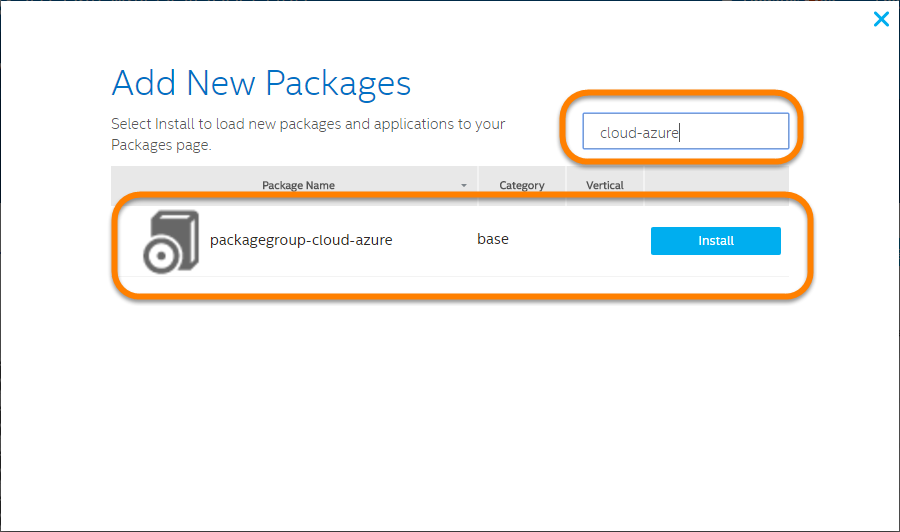 Add New Packages
Select Install to load new packages and applications to your
Packages page.
cloud-azure
Package Name Category Vertical
packagegroup-cloud-azure base Install